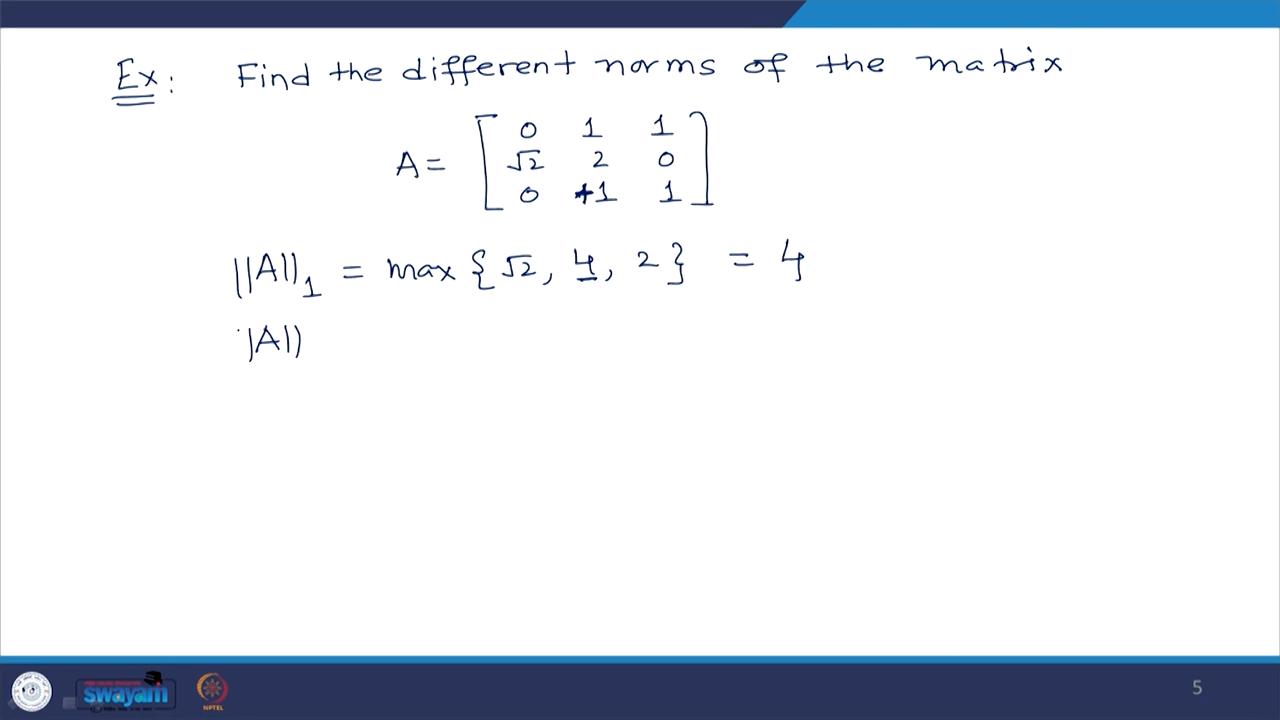 Ex: Find the different norms of the matrix
A = [ 0 1 1
√2 2 0
0 +1 1 ]
||A||₁ = max {√2, 4, 2} = 4
||A||
swayam
NPTEL
5